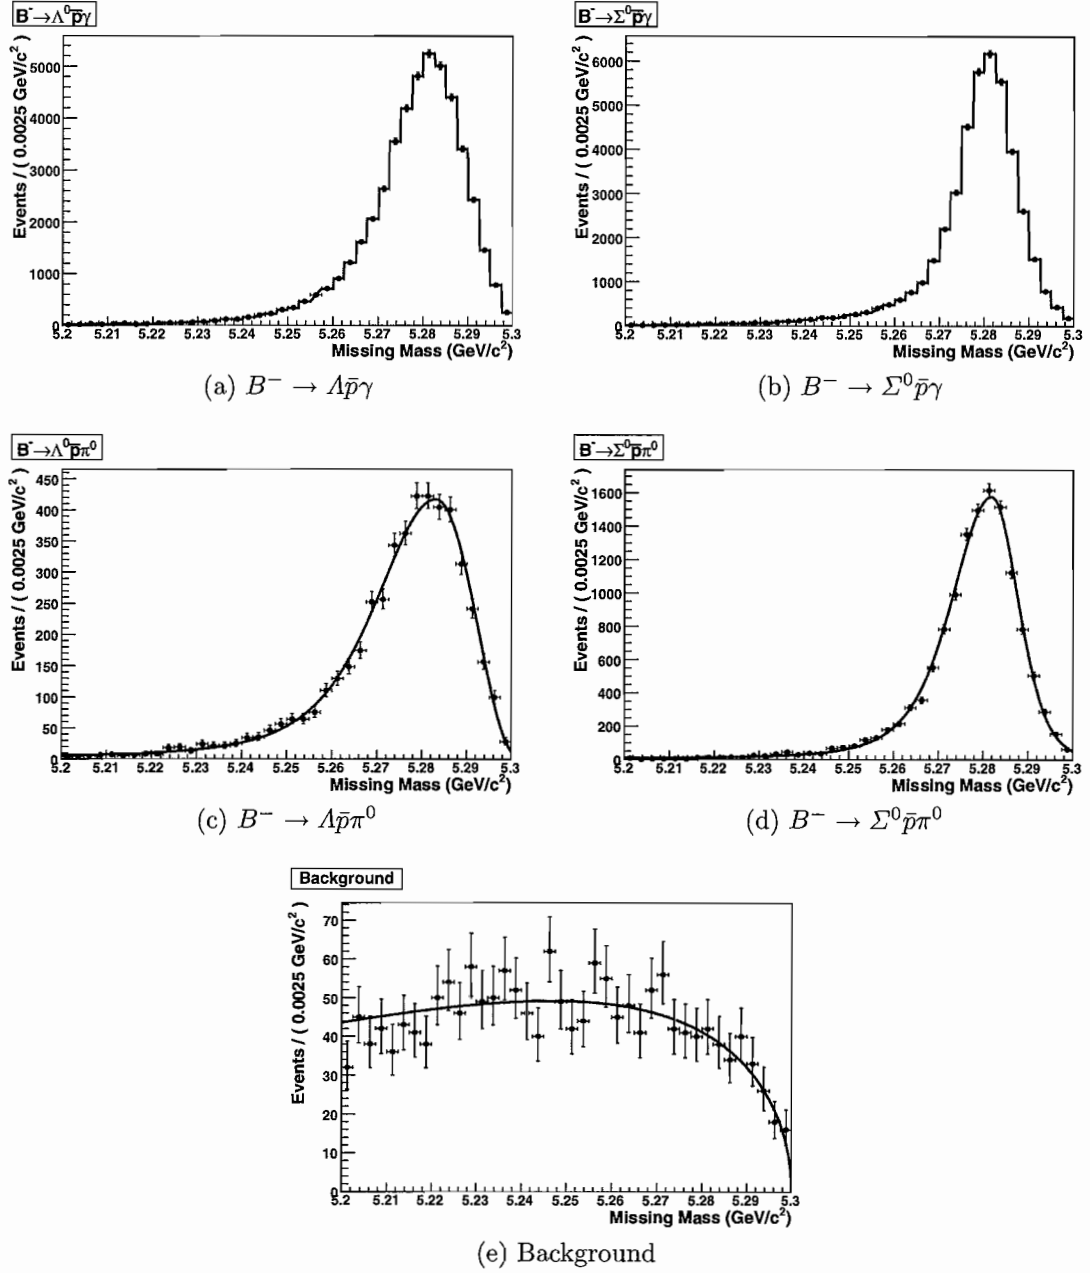 B⁻→Λ⁰p̅γ
Events / ( 0.0025 GeV/c² )
5000
4000
3000
2000
1000
0
5.2 5.21 5.22 5.23 5.24 5.25 5.26 5.27 5.28 5.29 5.3
Missing Mass (GeV/c²)
(a) B⁻ → Λp̄γ
B⁻→Σ⁰p̅γ
Events / ( 0.0025 GeV/c² )
6000
5000
4000
3000
2000
1000
0
5.2 5.21 5.22 5.23 5.24 5.25 5.26 5.27 5.28 5.29 5.3
Missing Mass (GeV/c²)
(b) B⁻ → Σ⁰p̄γ
B⁻→Λ⁰p̅π⁰
Events / ( 0.0025 GeV/c² )
450
400
350
300
250
200
150
100
50
0
5.2 5.21 5.22 5.23 5.24 5.25 5.26 5.27 5.28 5.29 5.3
Missing Mass (GeV/c²)
(c) B⁻ → Λp̄π⁰
B⁻→Σ⁰p̅π⁰
Events / ( 0.0025 GeV/c² )
1600
1400
1200
1000
800
600
400
200
0
5.2 5.21 5.22 5.23 5.24 5.25 5.26 5.27 5.28 5.29 5.3
Missing Mass (GeV/c²)
(d) B⁻ → Σ⁰p̄π⁰
Background
Events / ( 0.0025 GeV/c² )
70
60
50
40
30
20
10
0
5.2 5.21 5.22 5.23 5.24 5.25 5.26 5.27 5.28 5.29 5.3
Missing Mass (GeV/c²)
(e) Background